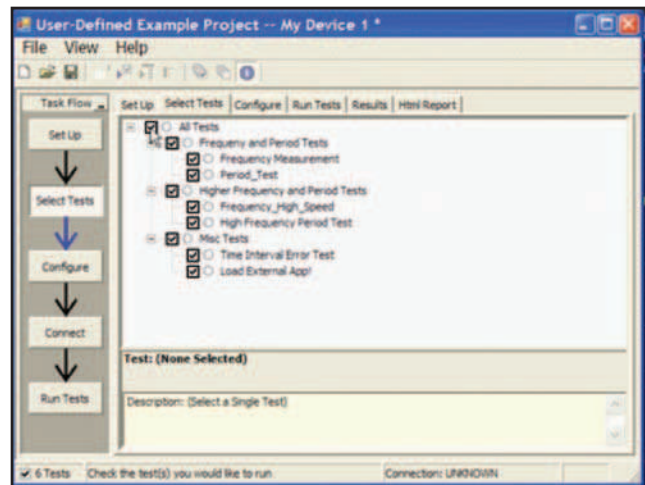 User-Defined Example Project -- My Device 1 *
File View Help
Task Flow
Set Up
Select Tests
Configure
Connect
Run Tests
Set Up Select Tests Configure Run Tests Results Html Report
All Tests
Frequeny and Period Tests
Frequency Measurement
Period_Test
Higher Frequency and Period Tests
Frequency_High_Speed
High Frequency Period Test
Misc Tests
Time Interval Error Test
Load External App!
Test: (None Selected)
Description: (Select a Single Test)
6 Tests Check the test(s) you would like to run Connection: UNKNOWN